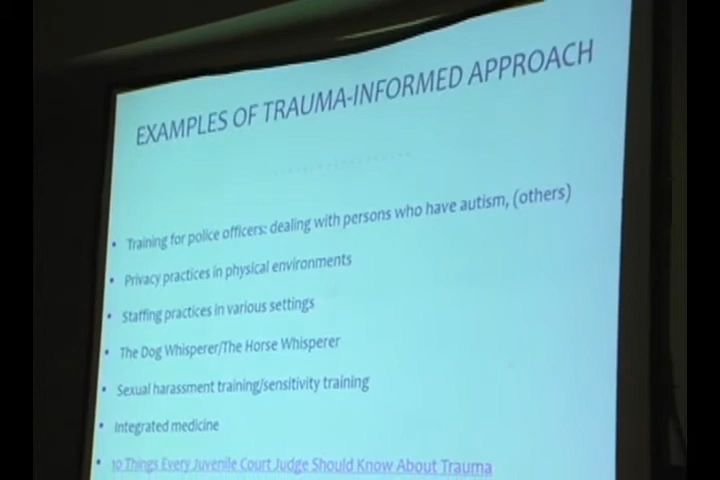 EXAMPLES OF TRAUMA-INFORMED APPROACH
• Training for police officers: dealing with persons who have autism, (others)
• Privacy practices in physical environments
• Staffing practices in various settings
• The Dog Whisperer/The Horse Whisperer
• Sexual harassment training/sensitivity training
• Integrated medicine
• 10 Things Every Juvenile Court Judge Should Know About Trauma